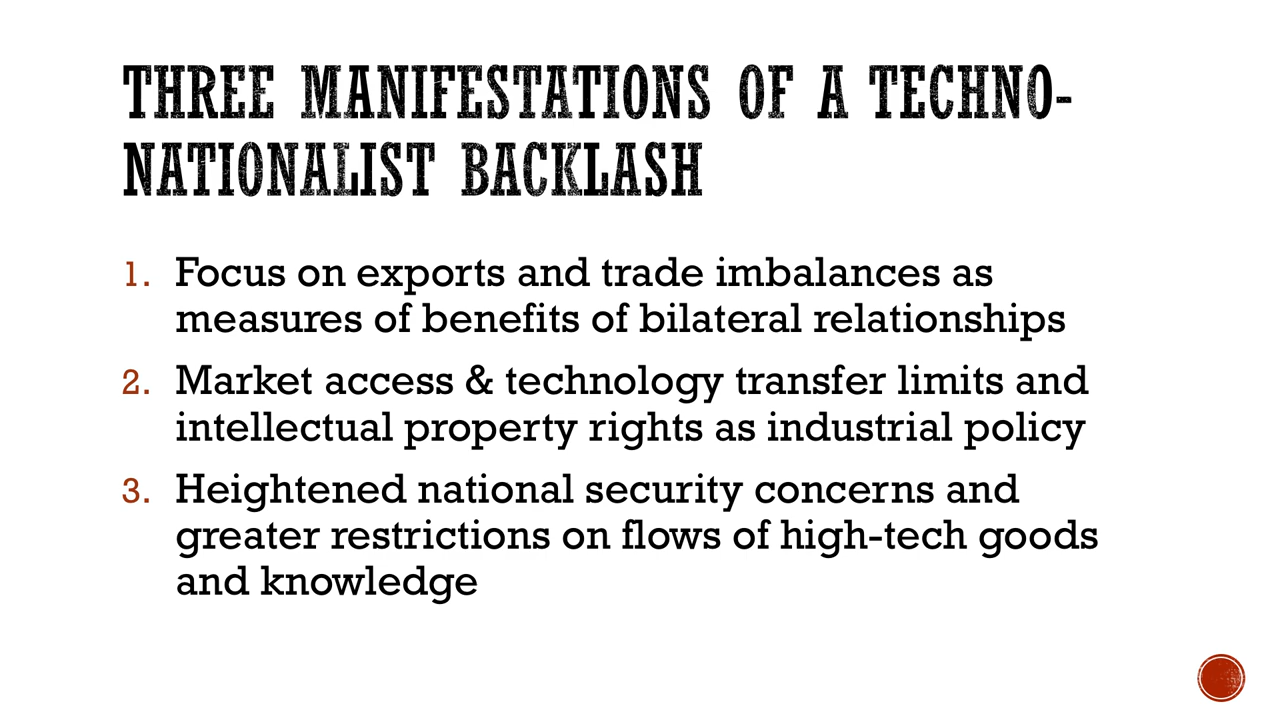 THREE MANIFESTATIONS OF A TECHNO-
NATIONALIST BACKLASH
1. Focus on exports and trade imbalances as
measures of benefits of bilateral relationships
2. Market access & technology transfer limits and
intellectual property rights as industrial policy
3. Heightened national security concerns and
greater restrictions on flows of high-tech goods
and knowledge